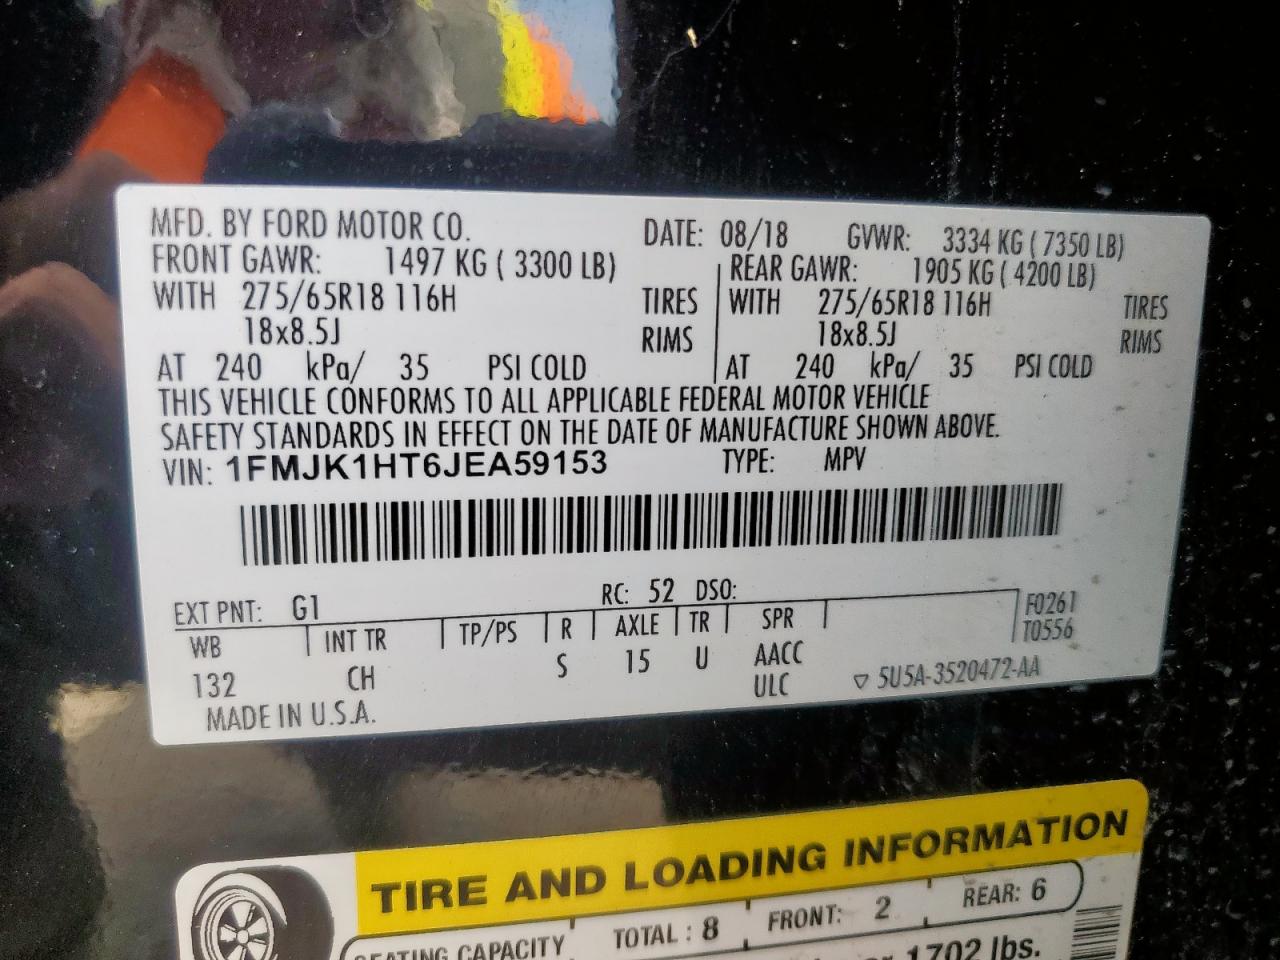 MFD. BY FORD MOTOR CO. DATE: 08/18 GVWR: 3334 KG ( 7350 LB)
FRONT GAWR: 1497 KG ( 3300 LB) REAR GAWR: 1905 KG ( 4200 LB)
WITH 275/65R18 116H TIRES WITH 275/65R18 116H TIRES
18x8.5J RIMS 18x8.5J RIMS
AT 240 kPa/ 35 PSI COLD AT 240 kPa/ 35 PSI COLD
THIS VEHICLE CONFORMS TO ALL APPLICABLE FEDERAL MOTOR VEHICLE
SAFETY STANDARDS IN EFFECT ON THE DATE OF MANUFACTURE SHOWN ABOVE.
VIN: 1FMJK1HT6JEA59153 TYPE: MPV
EXT PNT: G1 RC: 52 DSO: F0261
WB INT TR TP/PS R AXLE TR SPR T0556
132 CH S 15 U AACC
ULC ▽ 5U5A-3520472-AA
MADE IN U.S.A.
TIRE AND LOADING INFORMATION
SEATING CAPACITY TOTAL : 8 FRONT: 2 REAR: 6
1702 lbs.